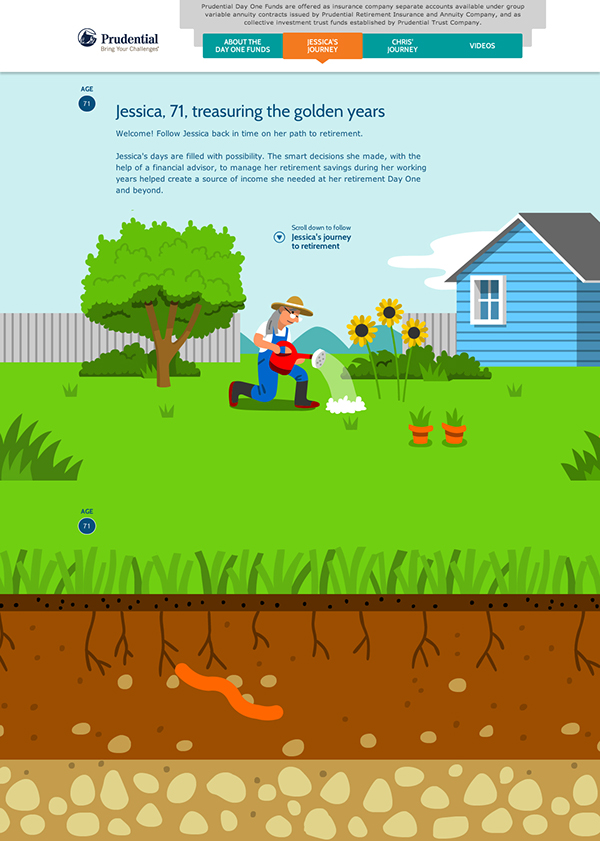 Prudential Day One Funds are offered as insurance company separate accounts available under group
variable annuity contracts issued by Prudential Retirement Insurance and Annuity Company, and as
collective investment trust funds established by Prudential Trust Company.
Prudential
Bring Your Challenges®
ABOUT THE
DAY ONE FUNDS
JESSICA'S
JOURNEY
CHRIS'
JOURNEY
VIDEOS
AGE
71
Jessica, 71, treasuring the golden years
Welcome! Follow Jessica back in time on her path to retirement.
Jessica's days are filled with possibility. The smart decisions she made, with the
help of a financial advisor, to manage her retirement savings during her working
years helped create a source of income she needed at her retirement Day One
and beyond.
Scroll down to follow
Jessica's journey
to retirement
AGE
71